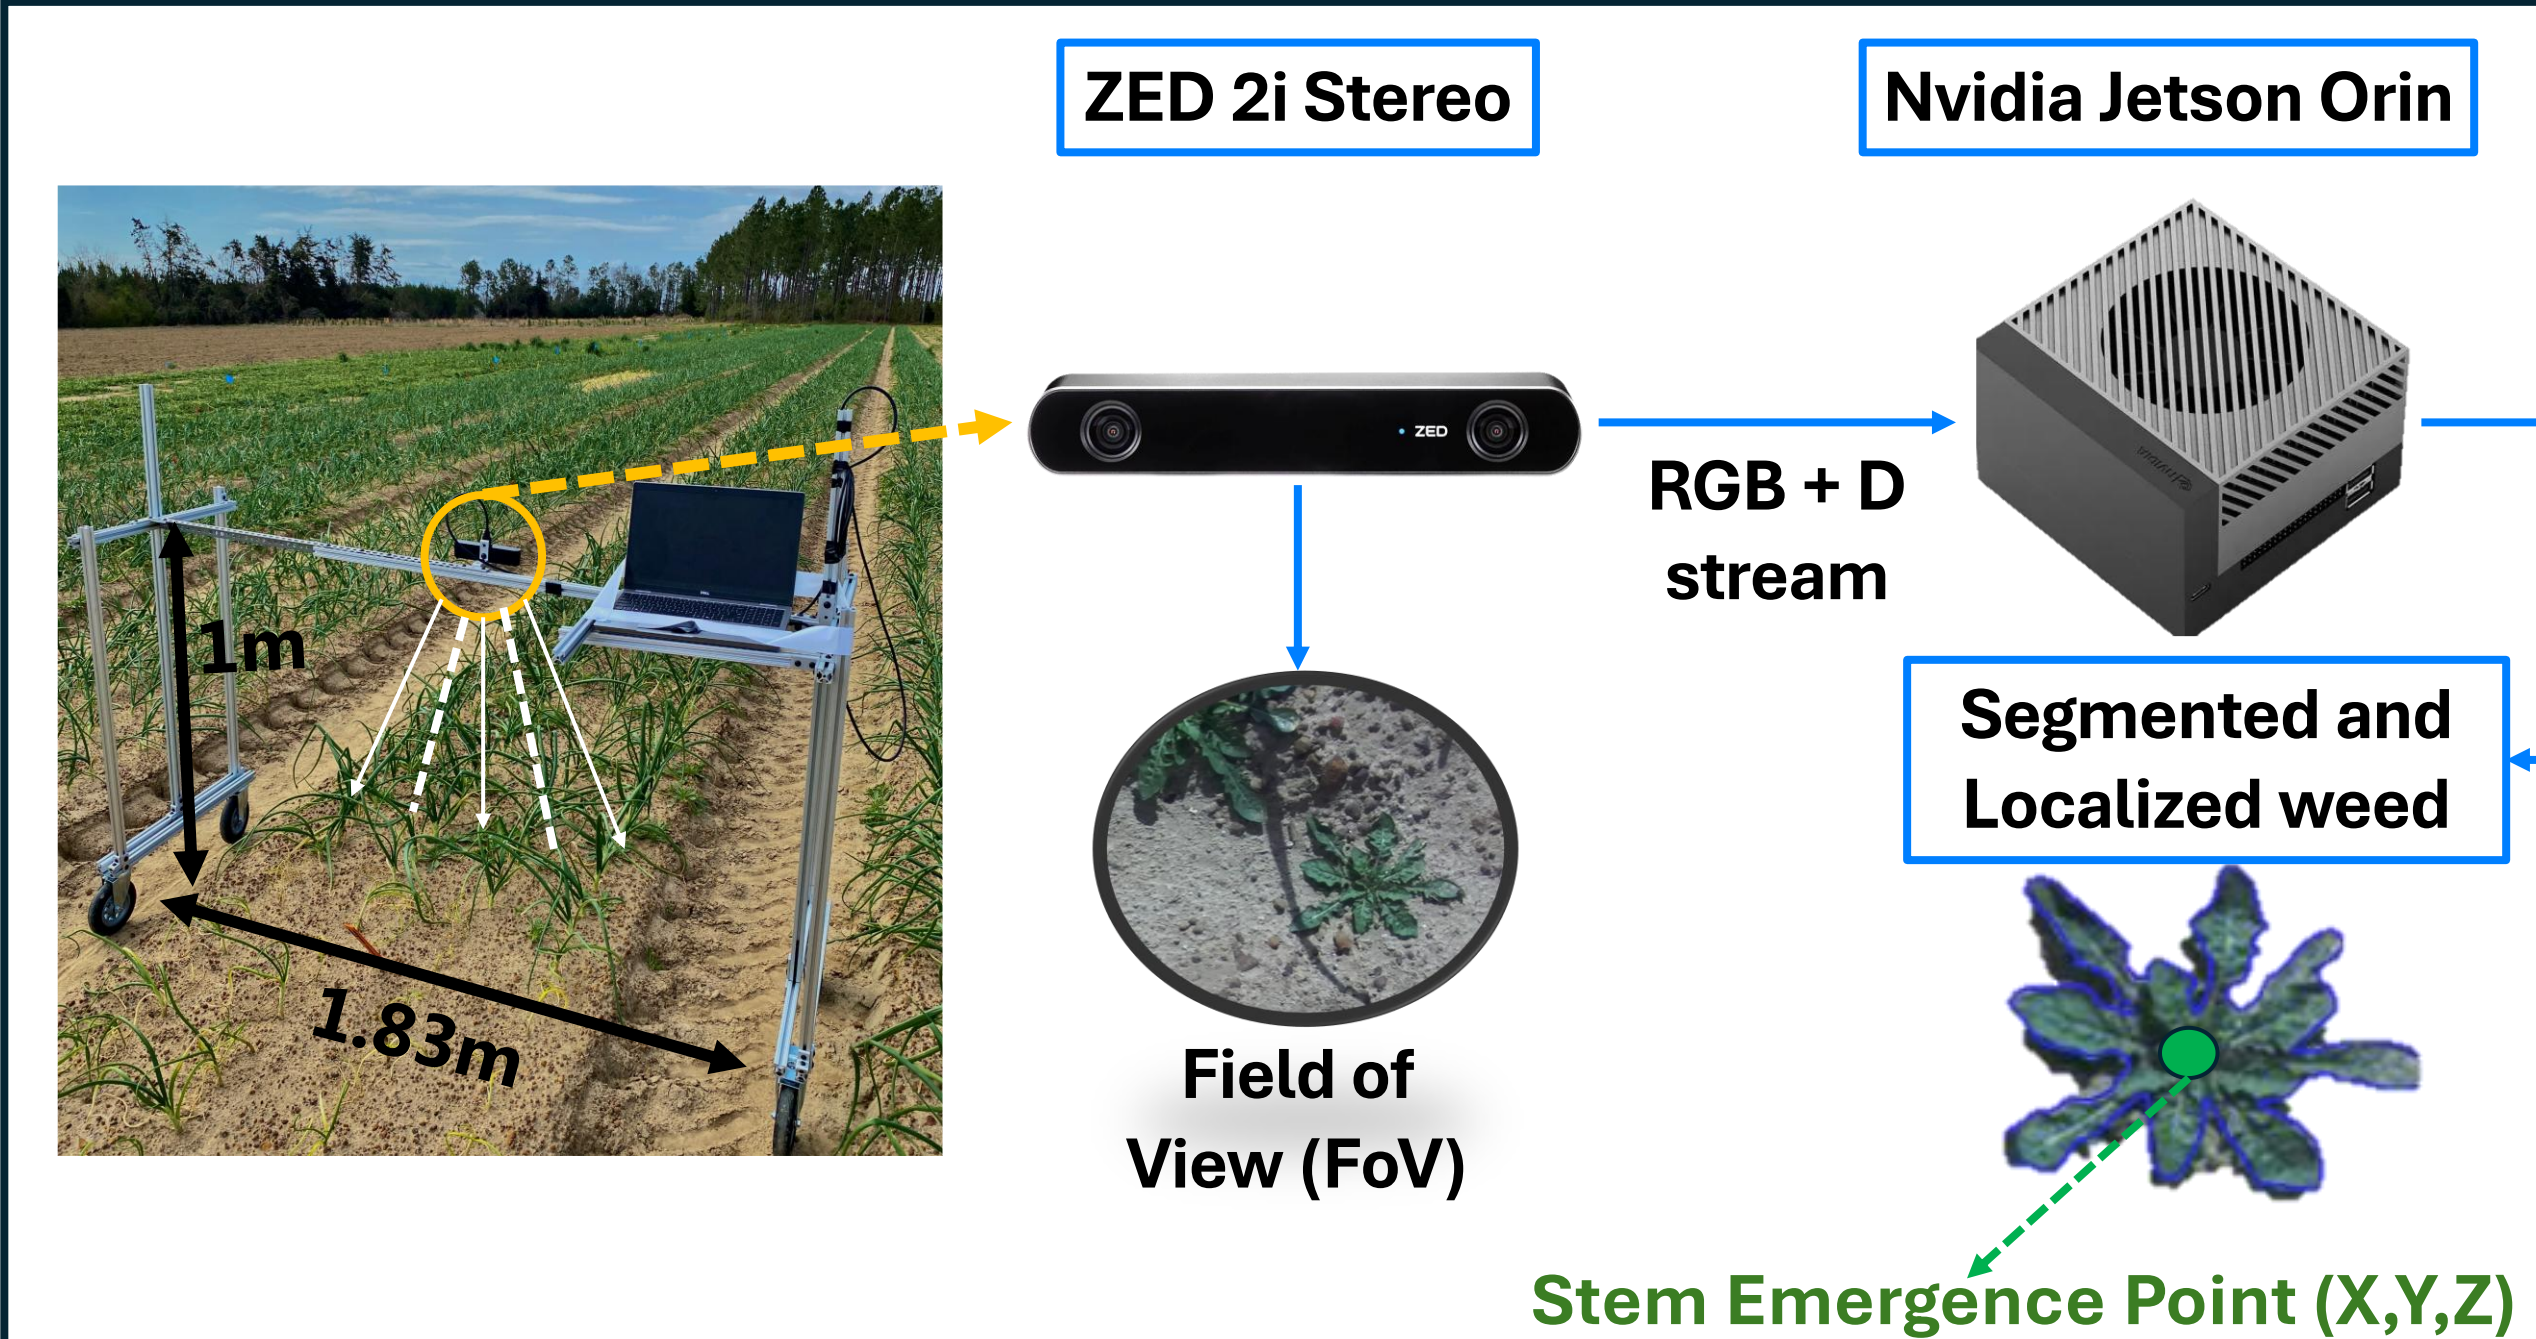 ZED 2i Stereo
Nvidia Jetson Orin
ZED
RGB + D
stream
1m
1.83m
Field of
View (FoV)
Segmented and
Localized weed
Stem Emergence Point (X,Y,Z)